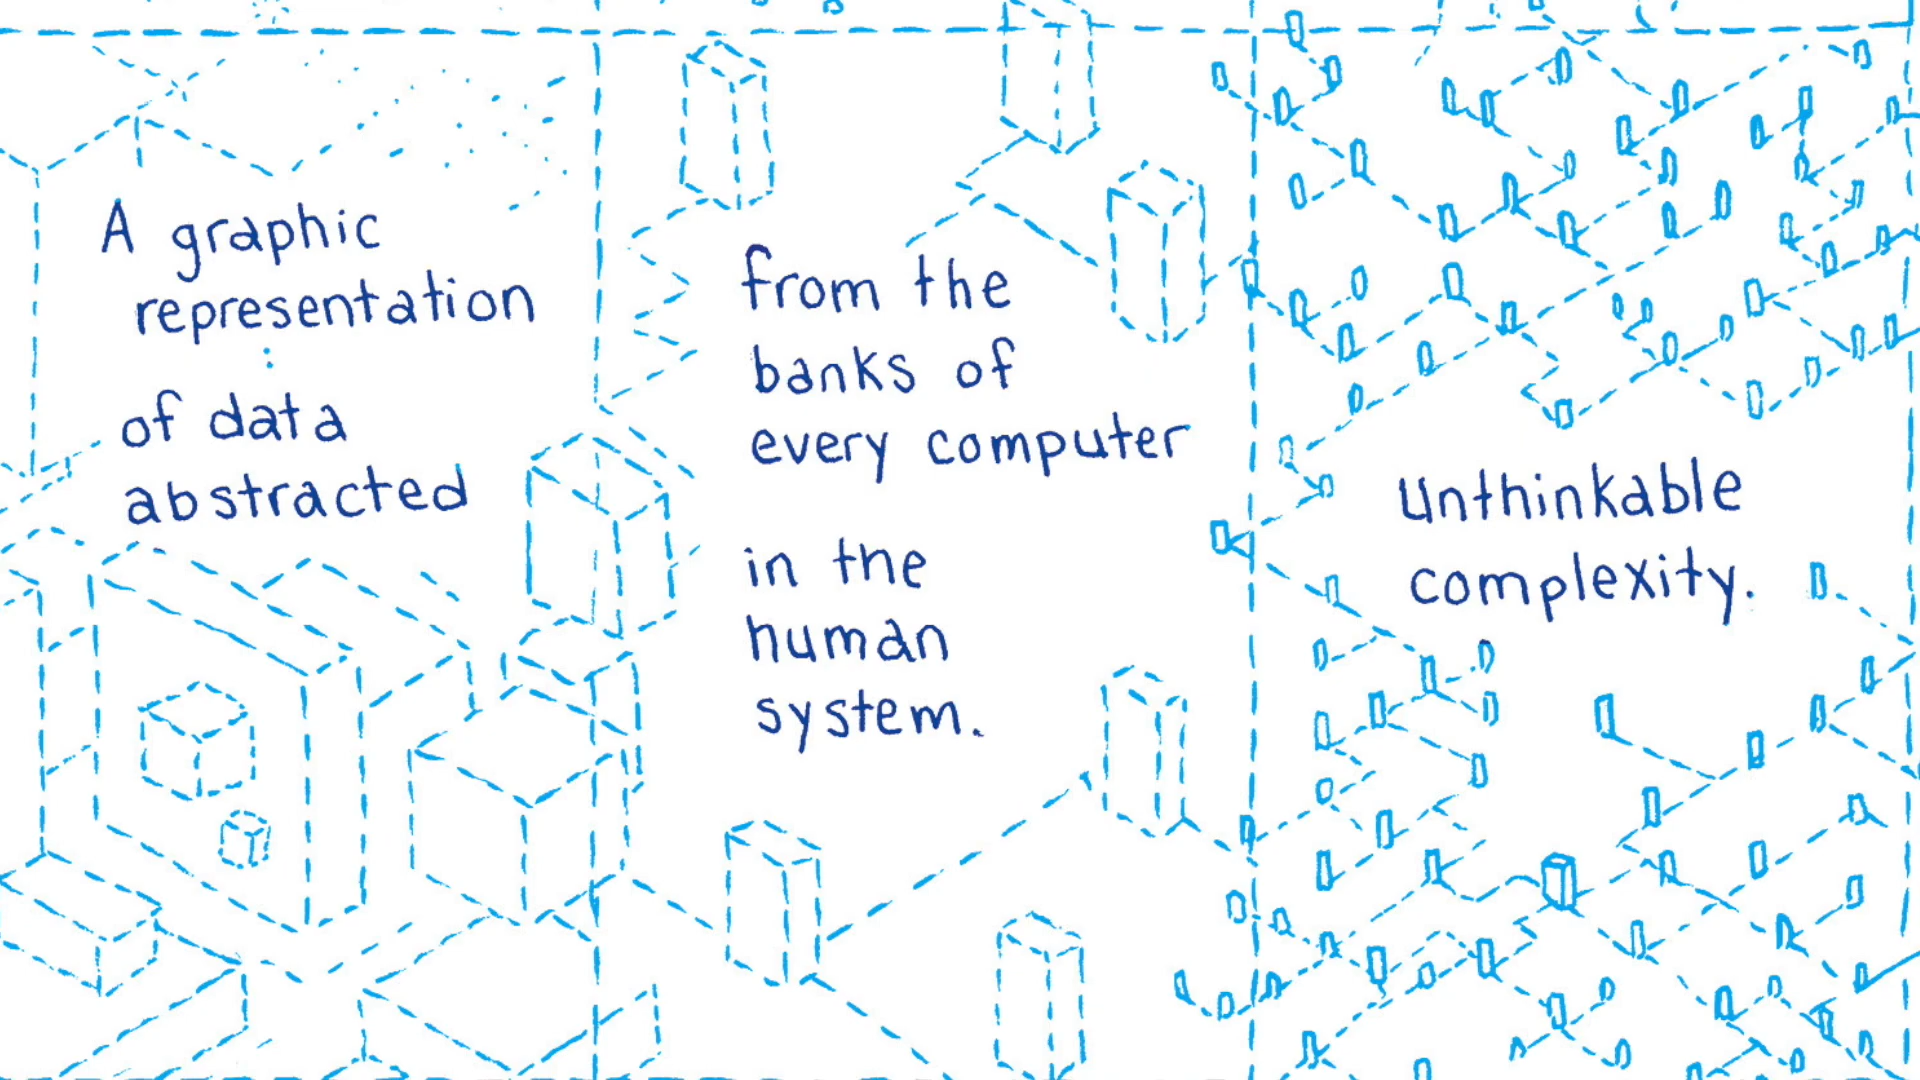 A graphic
representation
of data
abstracted
from the
banks of
every computer
in the
human
system.
Unthinkable
complexity.